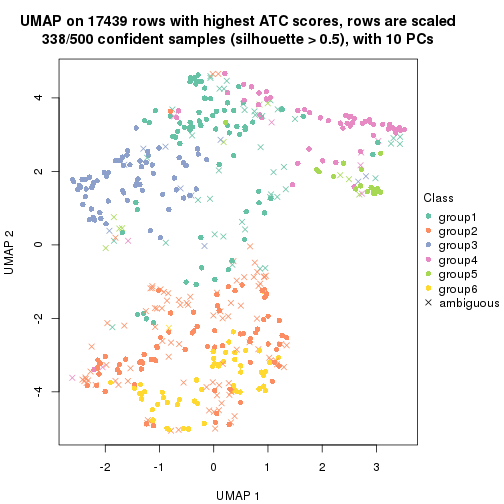 UMAP on 17439 rows with highest ATC scores, rows are scaled
338/500 confident samples (silhouette > 0.5), with 10 PCs
4
2
0
-2
-4
UMAP 2
-2
-1
0
1
2
3
UMAP 1
Class
group1
group2
group3
group4
group5
group6
ambiguous